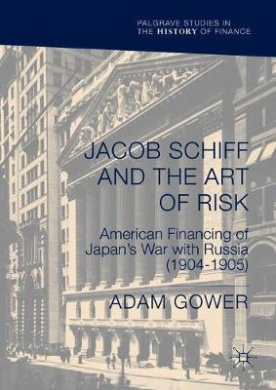 PALGRAVE STUDIES IN
THE HISTORY OF FINANCE
JACOB SCHIFF
AND THE ART
OF RISK
American Financing of
Japan's War with Russia
(1904-1905)
ADAM GOWER